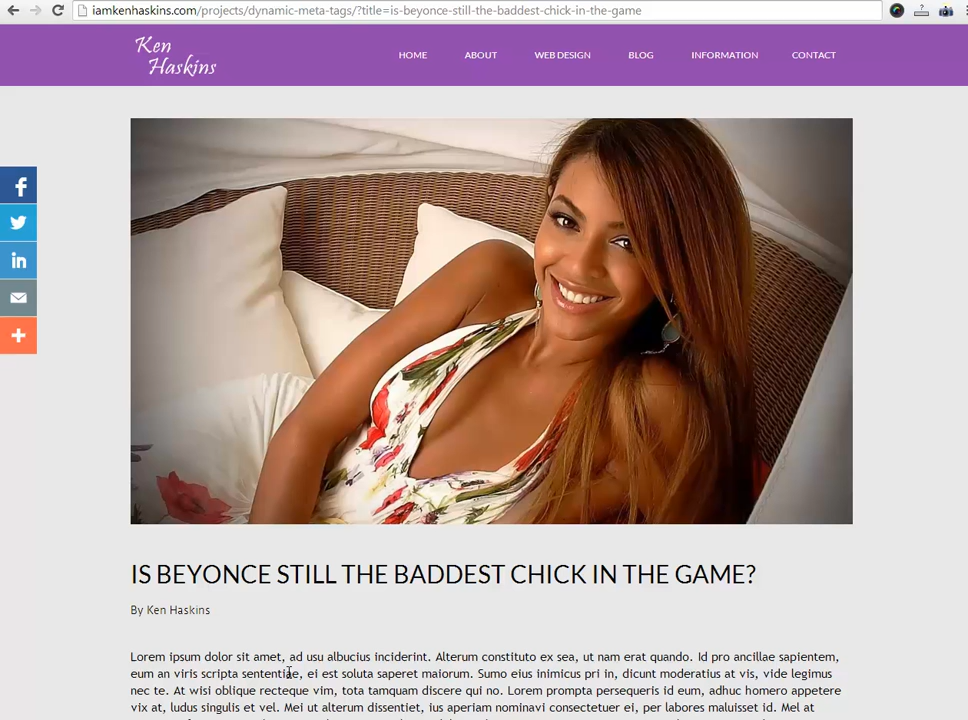 iamkenhaskins.com/projects/dynamic-meta-tags/?title=is-beyonce-still-the-baddest-chick-in-the-game
Ken
Haskins
HOME ABOUT WEB DESIGN BLOG INFORMATION CONTACT
f
in
IS BEYONCE STILL THE BADDEST CHICK IN THE GAME?
By Ken Haskins
Lorem ipsum dolor sit amet, ad usu albucius inciderint. Alterum constituto ex sea, ut nam erat quando. Id pro ancillae sapientem,
eum an viris scripta sententiae, ei est soluta saperet maiorum. Sumo eius inimicus pri in, dicunt moderatius at vis, vide legimus
nec te. At wisi oblique recteque vim, tota tamquam discere qui no. Lorem prompta persequeris id eum, adhuc homero appetere
vix at, ludus singulis et vel. Mei ut alterum dissentiet, ius aperiam nominavi consectetuer ei, per labores maluisset id. Mel at